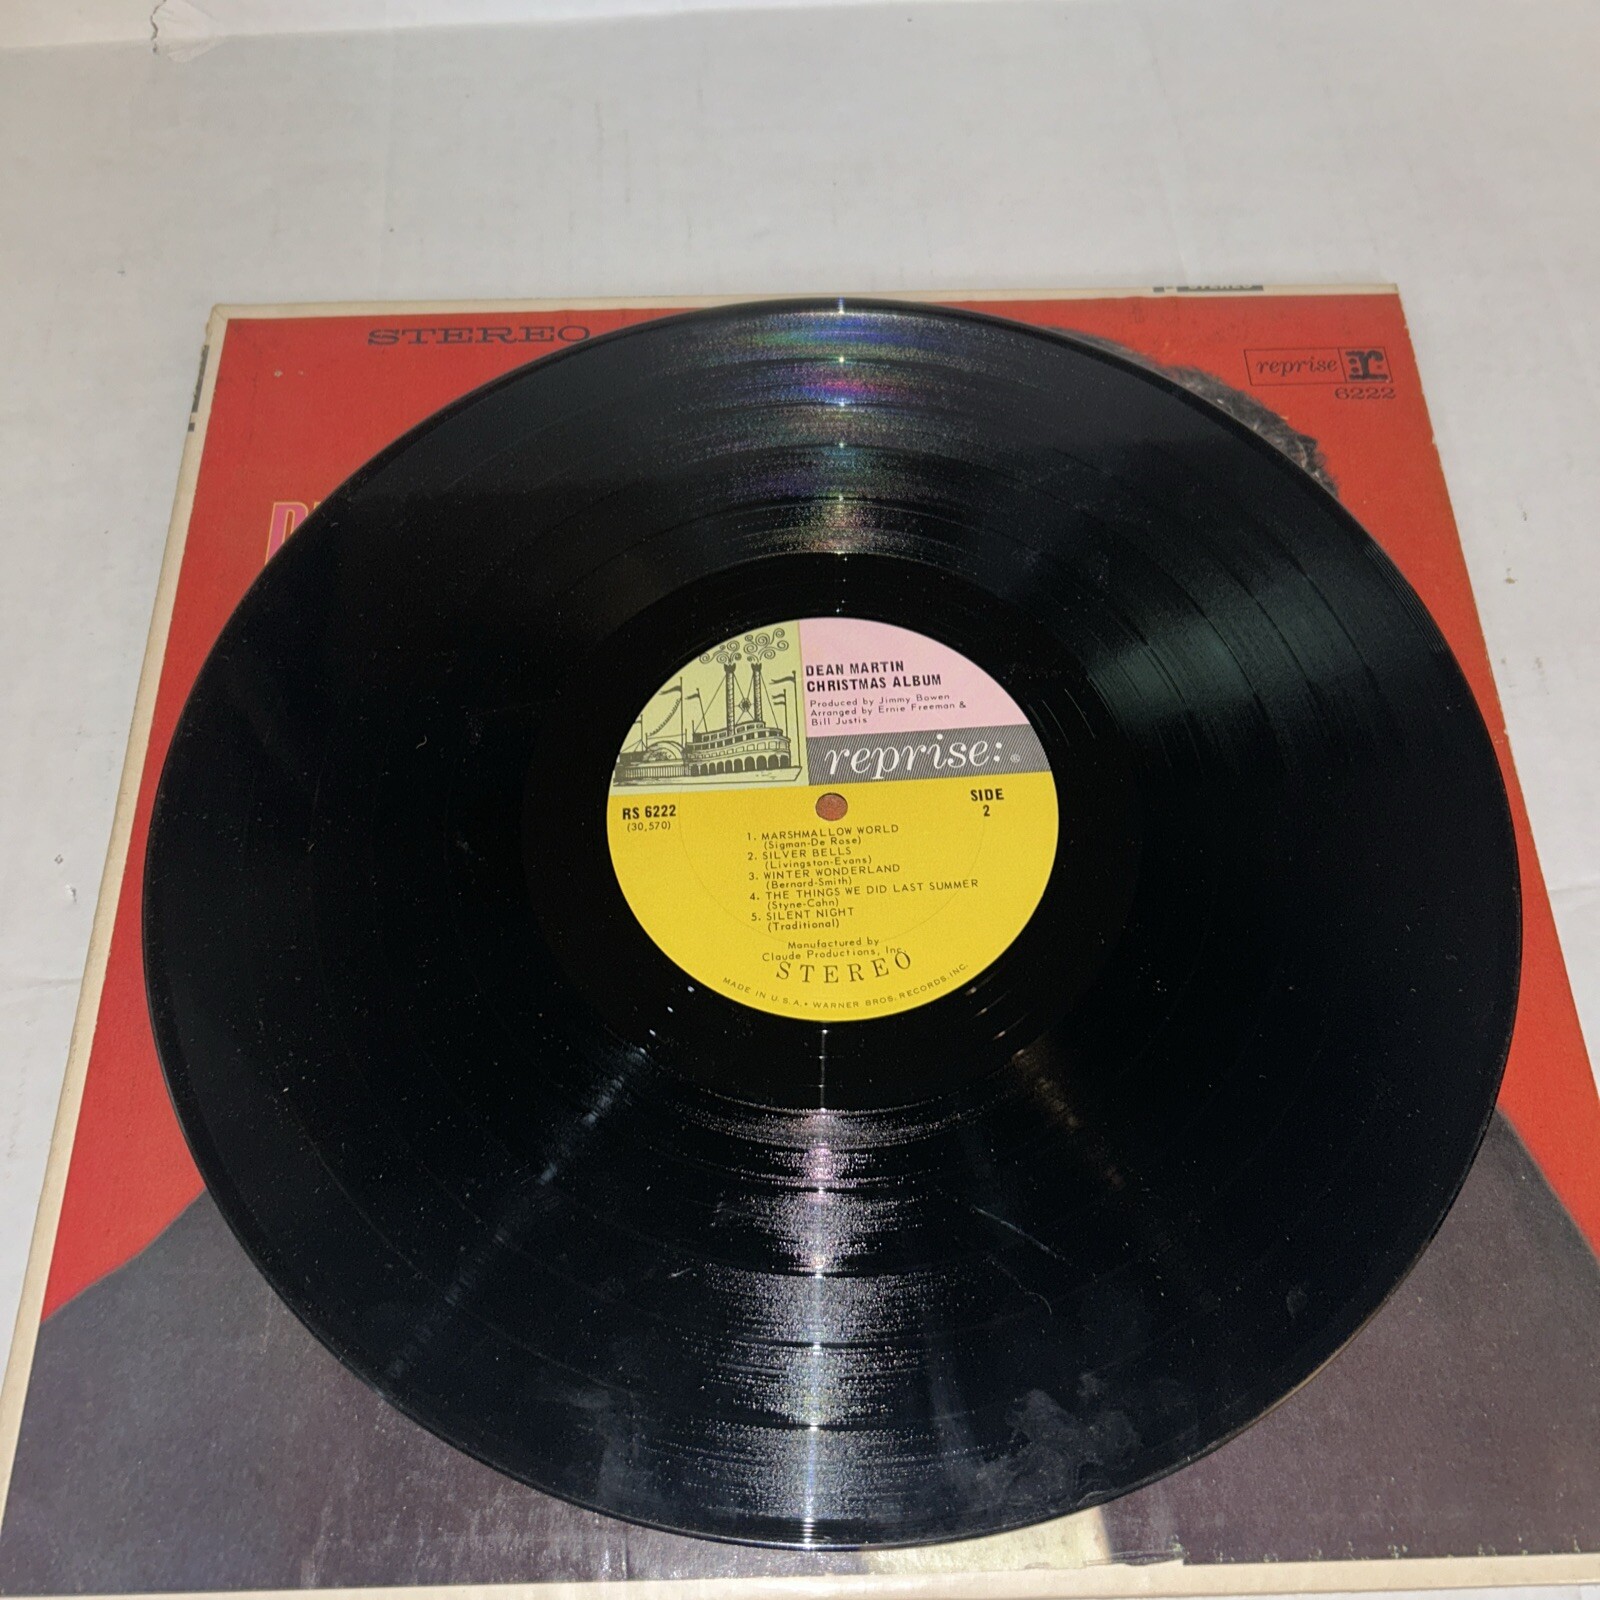 STEREO
reprise r
6222
DEAN MARTIN
CHRISTMAS ALBUM
Produced by Jimmy Bowen
Arranged by Ernie Freeman &
Bill Justis
reprise:®
RS 6222
(30,570)
SIDE
2
1. MARSHMALLOW WORLD
(Sigman-De Rose)
2. SILVER BELLS
(Livingston-Evans)
3. WINTER WONDERLAND
(Bernard-Smith)
4. THE THINGS WE DID LAST SUMMER
(Styne-Cahn)
5. SILENT NIGHT
(Traditional)
Manufactured by
Claude Productions, Inc.
STEREO
MADE IN U.S.A. • WARNER BROS. RECORDS, INC.